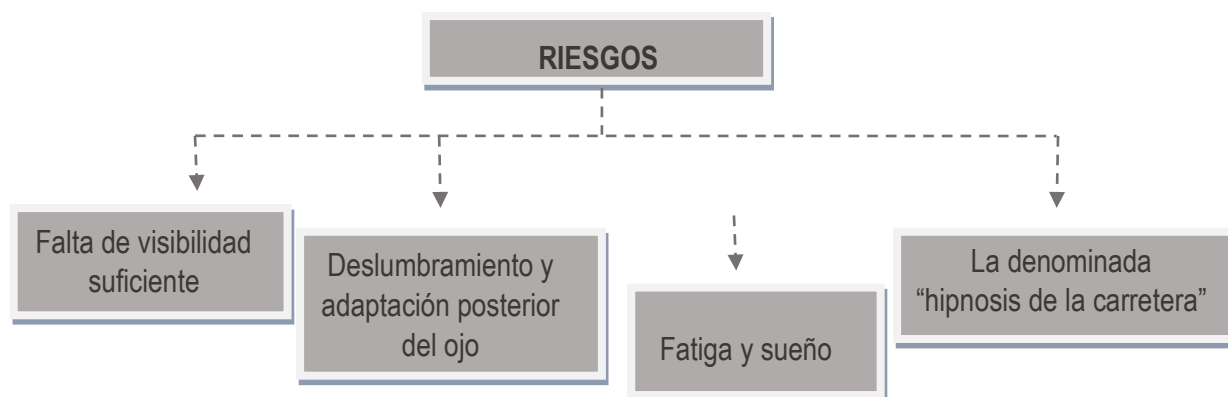 RIESGOS
Falta de visibilidad
suficiente
Deslumbramiento y
adaptación posterior
del ojo
Fatiga y sueño
La denominada
“hipnosis de la carretera”